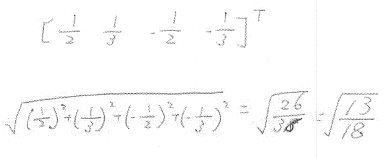 [ 1/2 1/3 -1/2 -1/3 ]^T
√((1/2)^2+(1/3)^2+(-1/2)^2+(-1/3)^2) = √(26/36) = √(13/18)